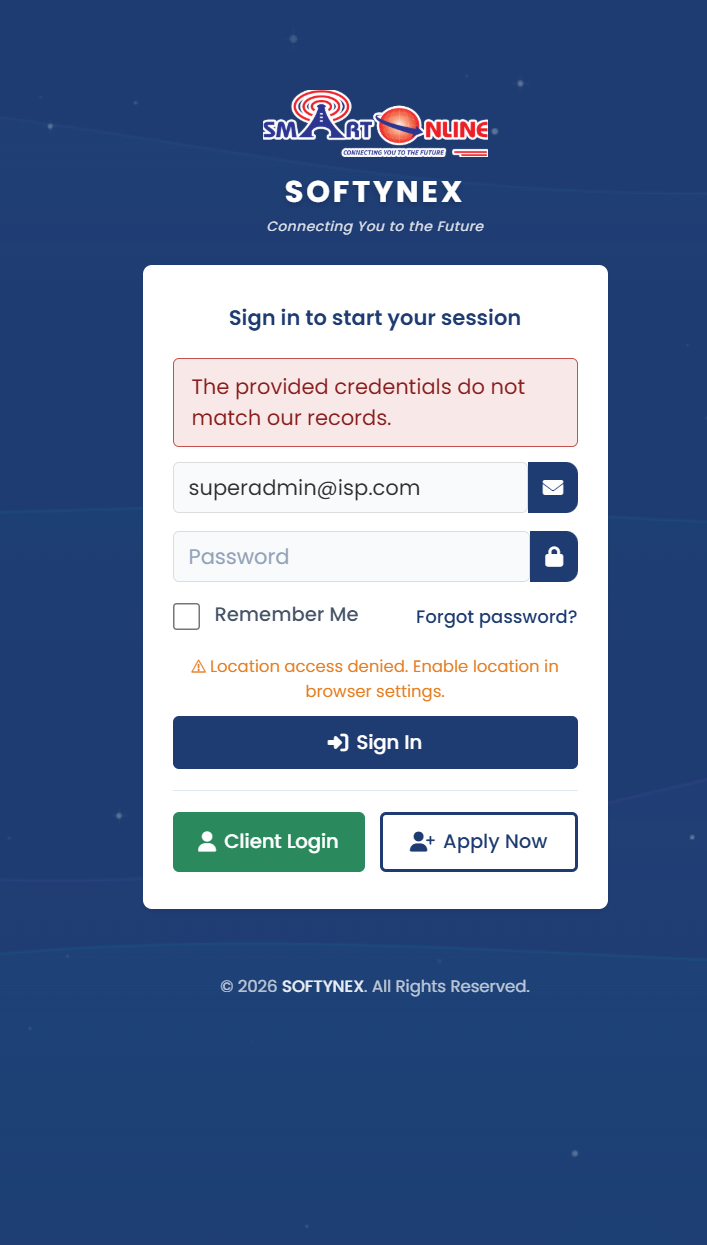 SMART ONLINE
CONNECTING YOU TO THE FUTURE
SOFTYNEX
Connecting You to the Future
Sign in to start your session
The provided credentials do not
match our records.
superadmin@isp.com
Password
Remember Me
Forgot password?
⚠ Location access denied. Enable location in
browser settings.
Sign In
Client Login
Apply Now
© 2026 SOFTYNEX. All Rights Reserved.